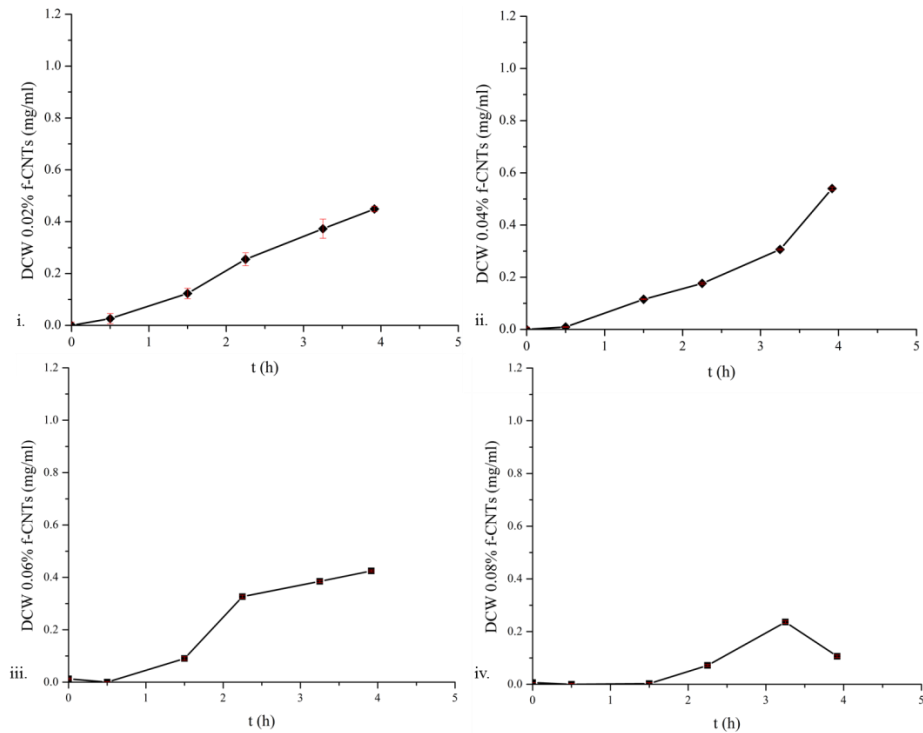 1.2
1.0
0.8
0.6
0.4
0.2
0.0
DCW 0.02% f-CNTs (mg/ml)
i.
0 1 2 3 4 5
t (h)
1.2
1.0
0.8
0.6
0.4
0.2
0.0
DCW 0.04% f-CNTs (mg/ml)
ii.
0 1 2 3 4 5
t (h)
1.2
1.0
0.8
0.6
0.4
0.2
0.0
DCW 0.06% f-CNTs (mg/ml)
iii.
0 1 2 3 4 5
t (h)
1.2
1.0
0.8
0.6
0.4
0.2
0.0
DCW 0.08% f-CNTs (mg/ml)
iv.
0 1 2 3 4 5
t (h)